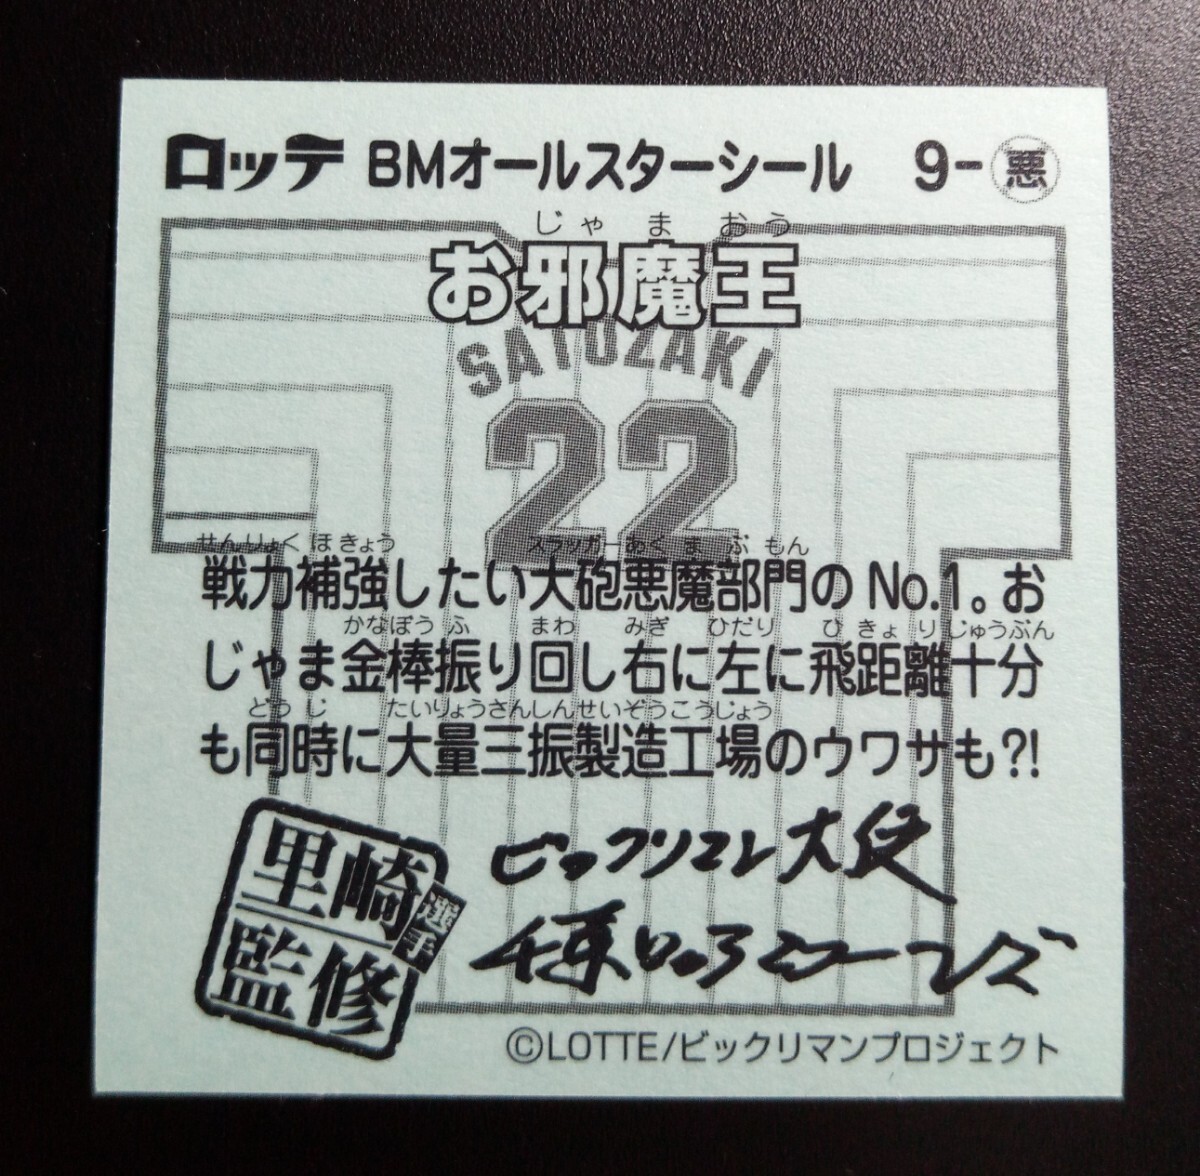 ロッテ BMオールスターシール 9-悪
じゃ ま おう
お邪魔王
SATOZAKI
22
せんりょく ほきょう スラッガー あく ま ぶ もん
戦力補強したい大砲悪魔部門のNo.1。お
かなぼう ふ まわ みぎ ひだり ひ きょ り じゅうぶん
じゃま金棒振り回し右に左に飛距離十分
どう じ たいりょうさんしんせいぞうこうじょう
も同時に大量三振製造工場のウワサも?!
里崎選手
監修
ビックリマン大使
©LOTTE/ビックリマンプロジェクト